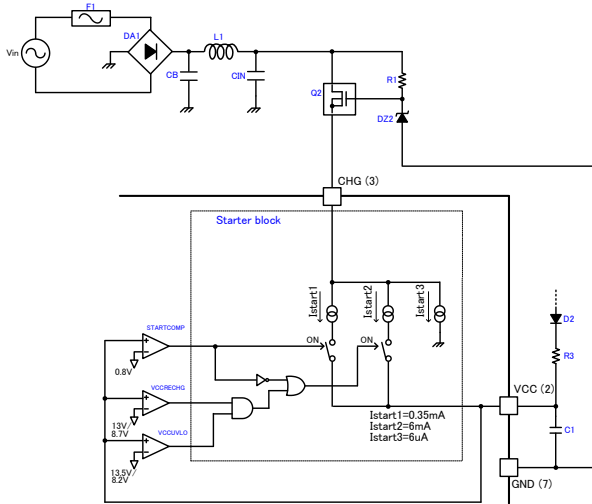 F1
Vin
DA1
L1
CB
CIN
Q2
R1
DZ2
CHG (3)
Starter block
Istart1
Istart2
Istart3
STARTCOMP
ON
ON
0.8V
VCCRECHG
13V/
8.7V
VCCUVLO
13.5V/
8.2V
Istart1=0.35mA
Istart2=6mA
Istart3=6uA
D2
R3
VCC (2)
C1
GND (7)